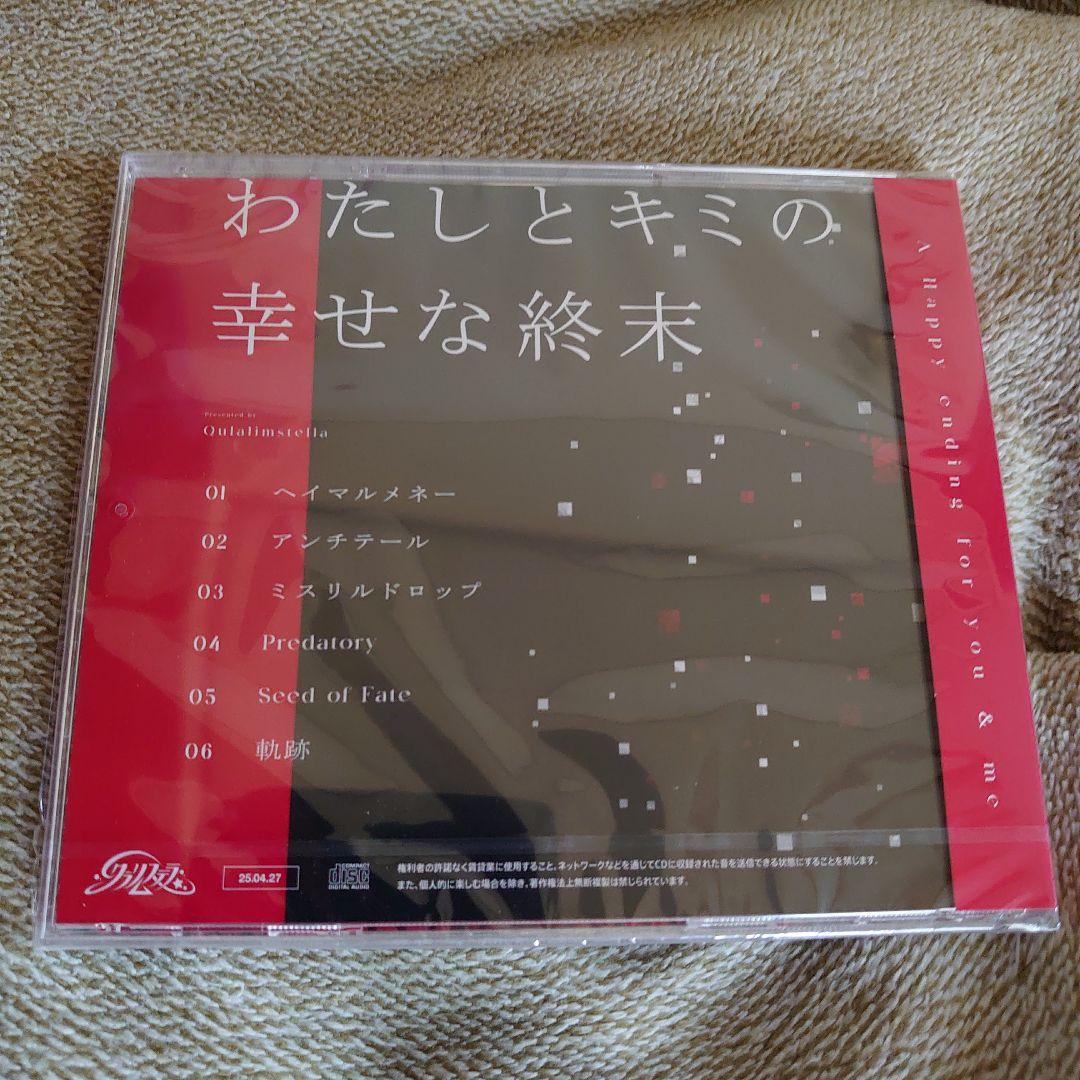 わたしとキミの
幸せな終末
Presented by
Qulalimstella
01 ヘイマルメネー
02 アンチテール
03 ミスリルドロップ
04 Predatory
05 Seed of Fate
06 軌跡
A Happy ending for you & me
25.04.27
COMPACT
disc
DIGITAL AUDIO
権利者の許諾なく賃貸業に使用すること、ネットワークなどを通じてCDに収録された音を送信できる状態にすることを禁じます。
また、個人的に楽しむ場合を除き、著作権法上無断複製は禁じられています。